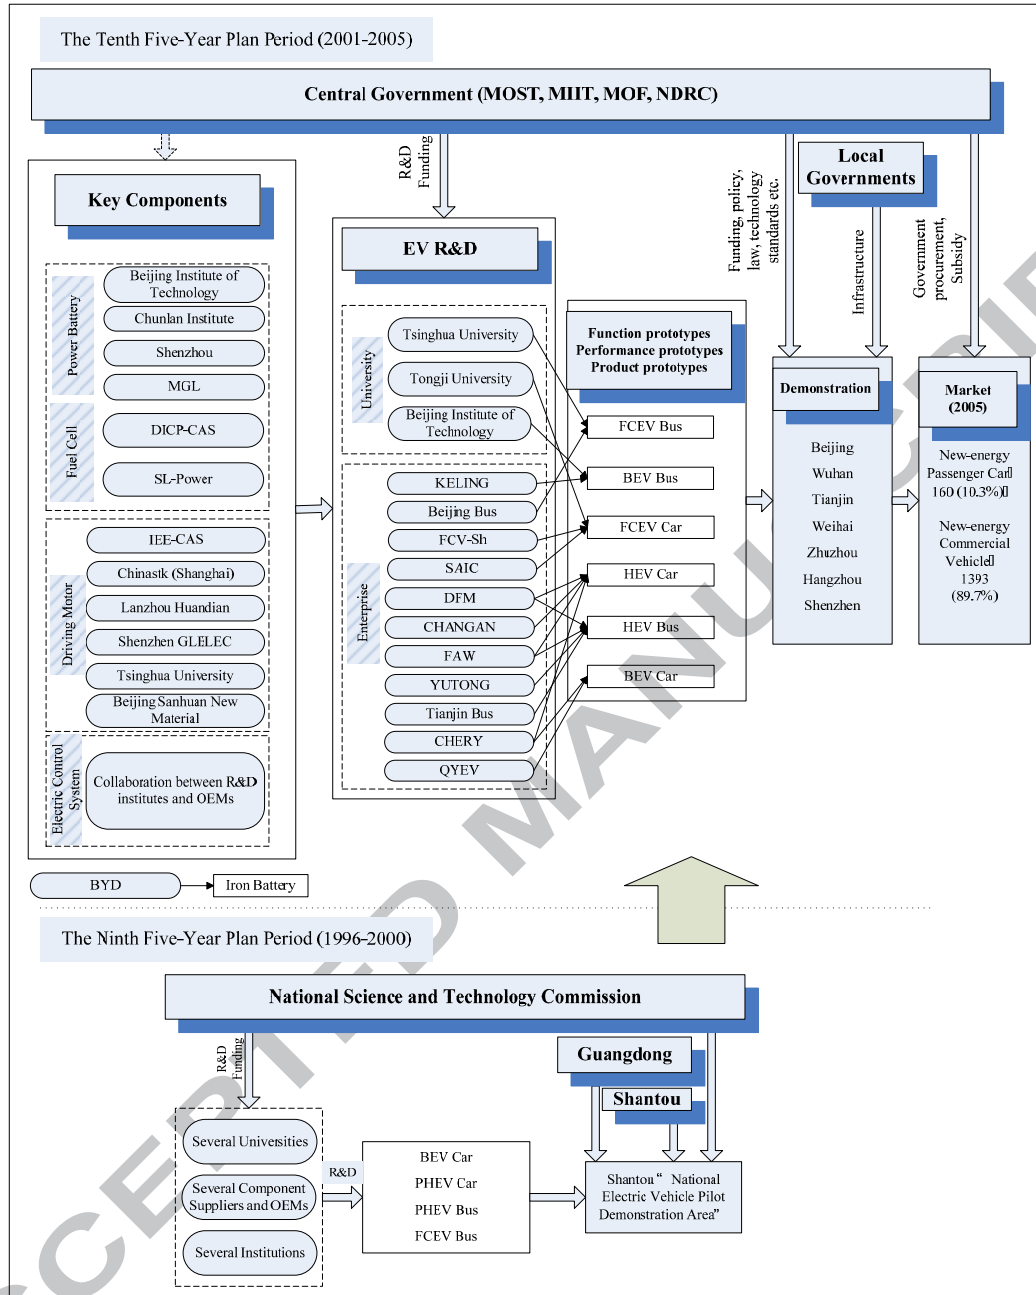 The Tenth Five-Year Plan Period (2001-2005)
Central Government (MOST, MIIT, MOF, NDRC)
R&D
Funding
Funding, policy,
law, technology
standards etc.
Local
Governments
Infrastructure
Government
procurement,
Subsidy
Key Components
Power Battery
Beijing Institute of
Technology
Chunlan Institute
Shenzhou
MGL
Fuel Cell
DICP-CAS
SL-Power
Driving Motor
IEE-CAS
Chinastk (Shanghai)
Lanzhou Huandian
Shenzhen GLELEC
Tsinghua University
Beijing Sanhuan New
Material
Electric Control
System
Collaboration between R&D
institutes and OEMs
BYD
Iron Battery
EV R&D
University
Tsinghua University
Tongji University
Beijing Institute of
Technology
Enterprise
KELING
Beijing Bus
FCV-Sh
SAIC
DFM
CHANGAN
FAW
YUTONG
Tianjin Bus
CHERY
QYEV
Function prototypes
Performance prototypes
Product prototypes
FCEV Bus
BEV Bus
FCEV Car
HEV Car
HEV Bus
BEV Car
Demonstration
Beijing
Wuhan
Tianjin
Weihai
Zhuzhou
Hangzhou
Shenzhen
Market
(2005)
New-energy
Passenger Car
160 (10.3%)
New-energy
Commercial
Vehicle
1393
(89.7%)
The Ninth Five-Year Plan Period (1996-2000)
National Science and Technology Commission
R&D
Funding
Guangdong
Shantou
Several Universities
Several Component
Suppliers and OEMs
Several Institutions
R&D
BEV Car
PHEV Car
PHEV Bus
FCEV Bus
Shantou“ National
Electric Vehicle Pilot
Demonstration Area”